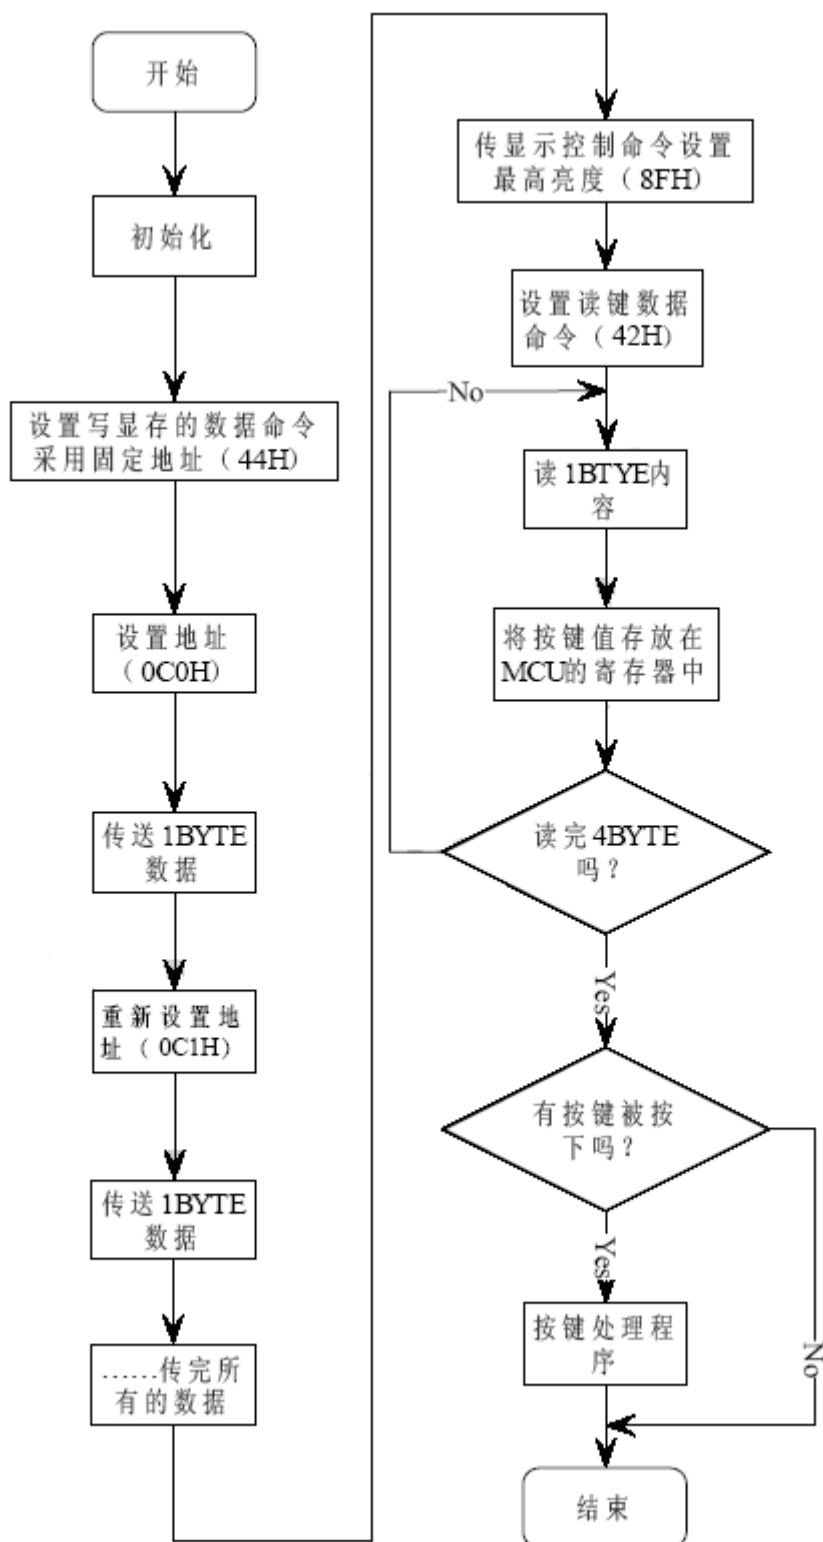 开始
初始化
设置写显存的数据命令
采用固定地址（44H）
设置地址
（0C0H）
传送1BYTE
数据
重新设置地
址（0C1H）
传送1BYTE
数据
……传完所
有的数据
传显示控制命令设置
最高亮度（8FH）
设置读键数据
命令（42H）
No
读1BTYE内
容
将按键值存放在
MCU的寄存器中
读完4BYTE
吗？
Yes
有按键被按
下吗？
Yes
No
按键处理程
序
结束